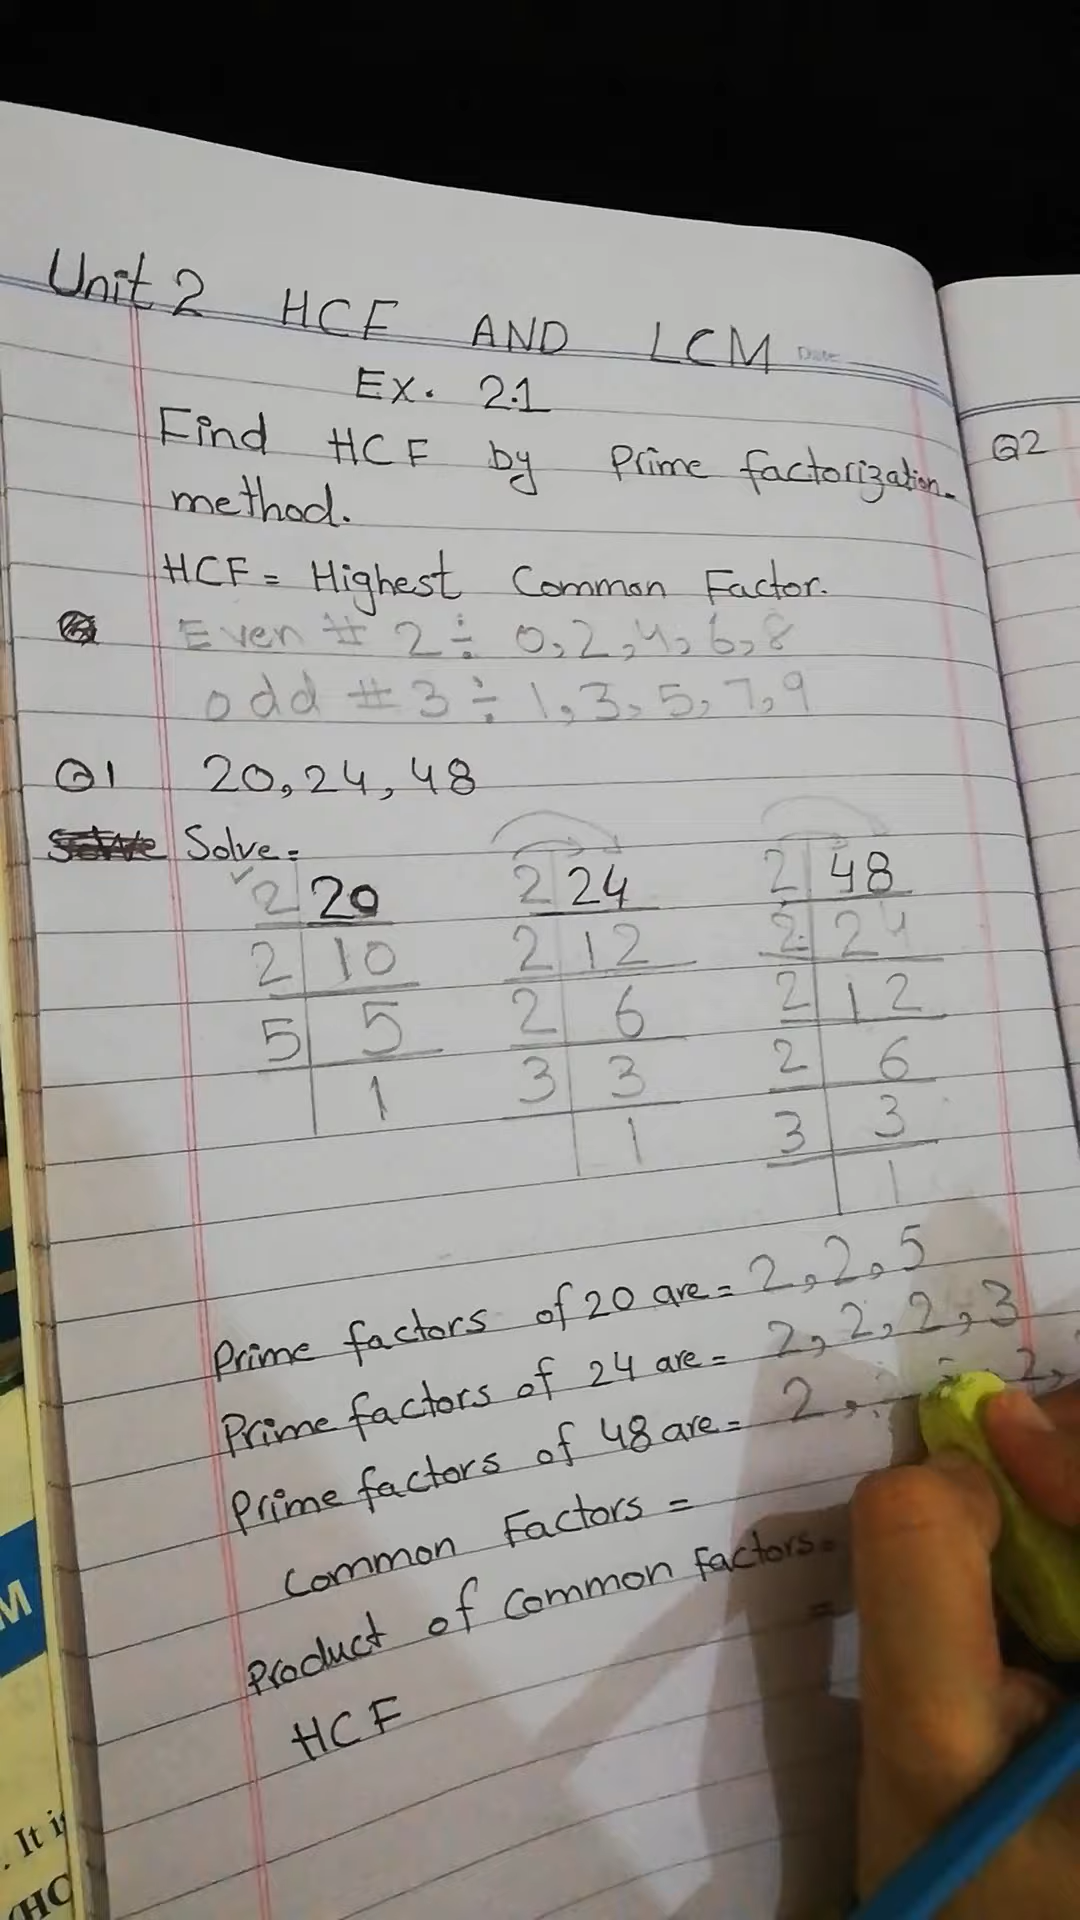 Unit 2 HCF AND LCM
Date
Ex. 2.1
Find HCF by Prime factorization
method.
HCF = Highest Common Factor.
Even # 2 ÷ 0,2,4,6,8
odd # 3 ÷ 1,3,5,7,9
Q1 20,24,48
Solve =
2 20 2 24 2 48
2 10 2 12 2 24
5 5 2 6 2 12
1 3 3 2 6
1 3 3
1
Prime factors of 20 are = 2,2,5
Prime factors of 24 are = 2,2,2,3
Prime factors of 48 are = 2, 2,
Common Factors =
Product of Common factors =
HCF =
Q2
M
. It is
(HC